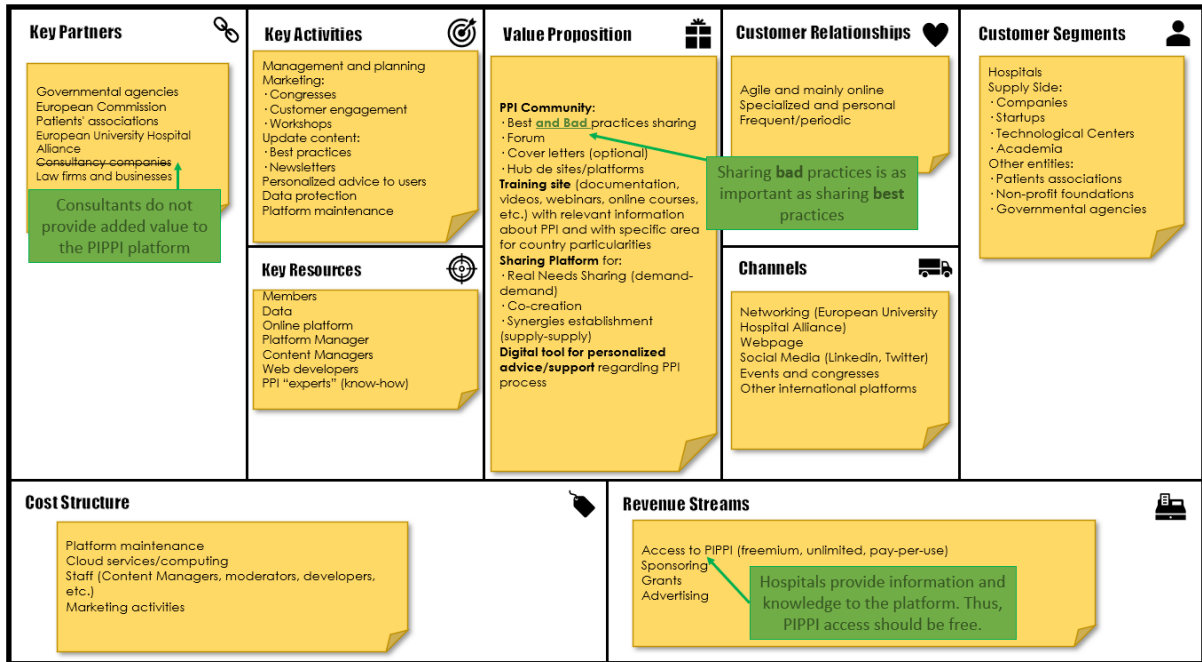 Key Partners
Governmental agencies
European Commission
Patients' associations
European University Hospital
Alliance
Consultancy companies
Law firms and businesses
Consultants do not
provide added value to
the PIPPI platform
Key Activities
Management and planning
Marketing:
· Congresses
· Customer engagement
· Workshops
Update content:
· Best practices
· Newsletters
Personalized advice to users
Data protection
Platform maintenance
Key Resources
Members
Data
Online platform
Platform Manager
Content Managers
Web developers
PPI “experts” (know-how)
Value Proposition
PPI Community:
· Best and Bad practices sharing
· Forum
· Cover letters (optional)
· Hub de sites/platforms
Training site (documentation,
videos, webinars, online courses,
etc.) with relevant information
about PPI and with specific area
for country particularities
Sharing Platform for:
· Real Needs Sharing (demand-
demand)
· Co-creation
· Synergies establishment
(supply-supply)
Digital tool for personalized
advice/support regarding PPI
process
Customer Relationships
Agile and mainly online
Specialized and personal
Frequent/periodic
Sharing bad practices is as
important as sharing best
practices
Channels
Networking (European University
Hospital Alliance)
Webpage
Social Media (Linkedin, Twitter)
Events and congresses
Other international platforms
Customer Segments
Hospitals
Supply Side:
· Companies
· Startups
· Technological Centers
· Academia
Other entities:
· Patients associations
· Non-profit foundations
· Governmental agencies
Cost Structure
Platform maintenance
Cloud services/computing
Staff (Content Managers, moderators, developers,
etc.)
Marketing activities
Revenue Streams
Access to PIPPI (freemium, unlimited, pay-per-use)
Sponsoring
Grants
Advertising
Hospitals provide information and
knowledge to the platform. Thus,
PIPPI access should be free.